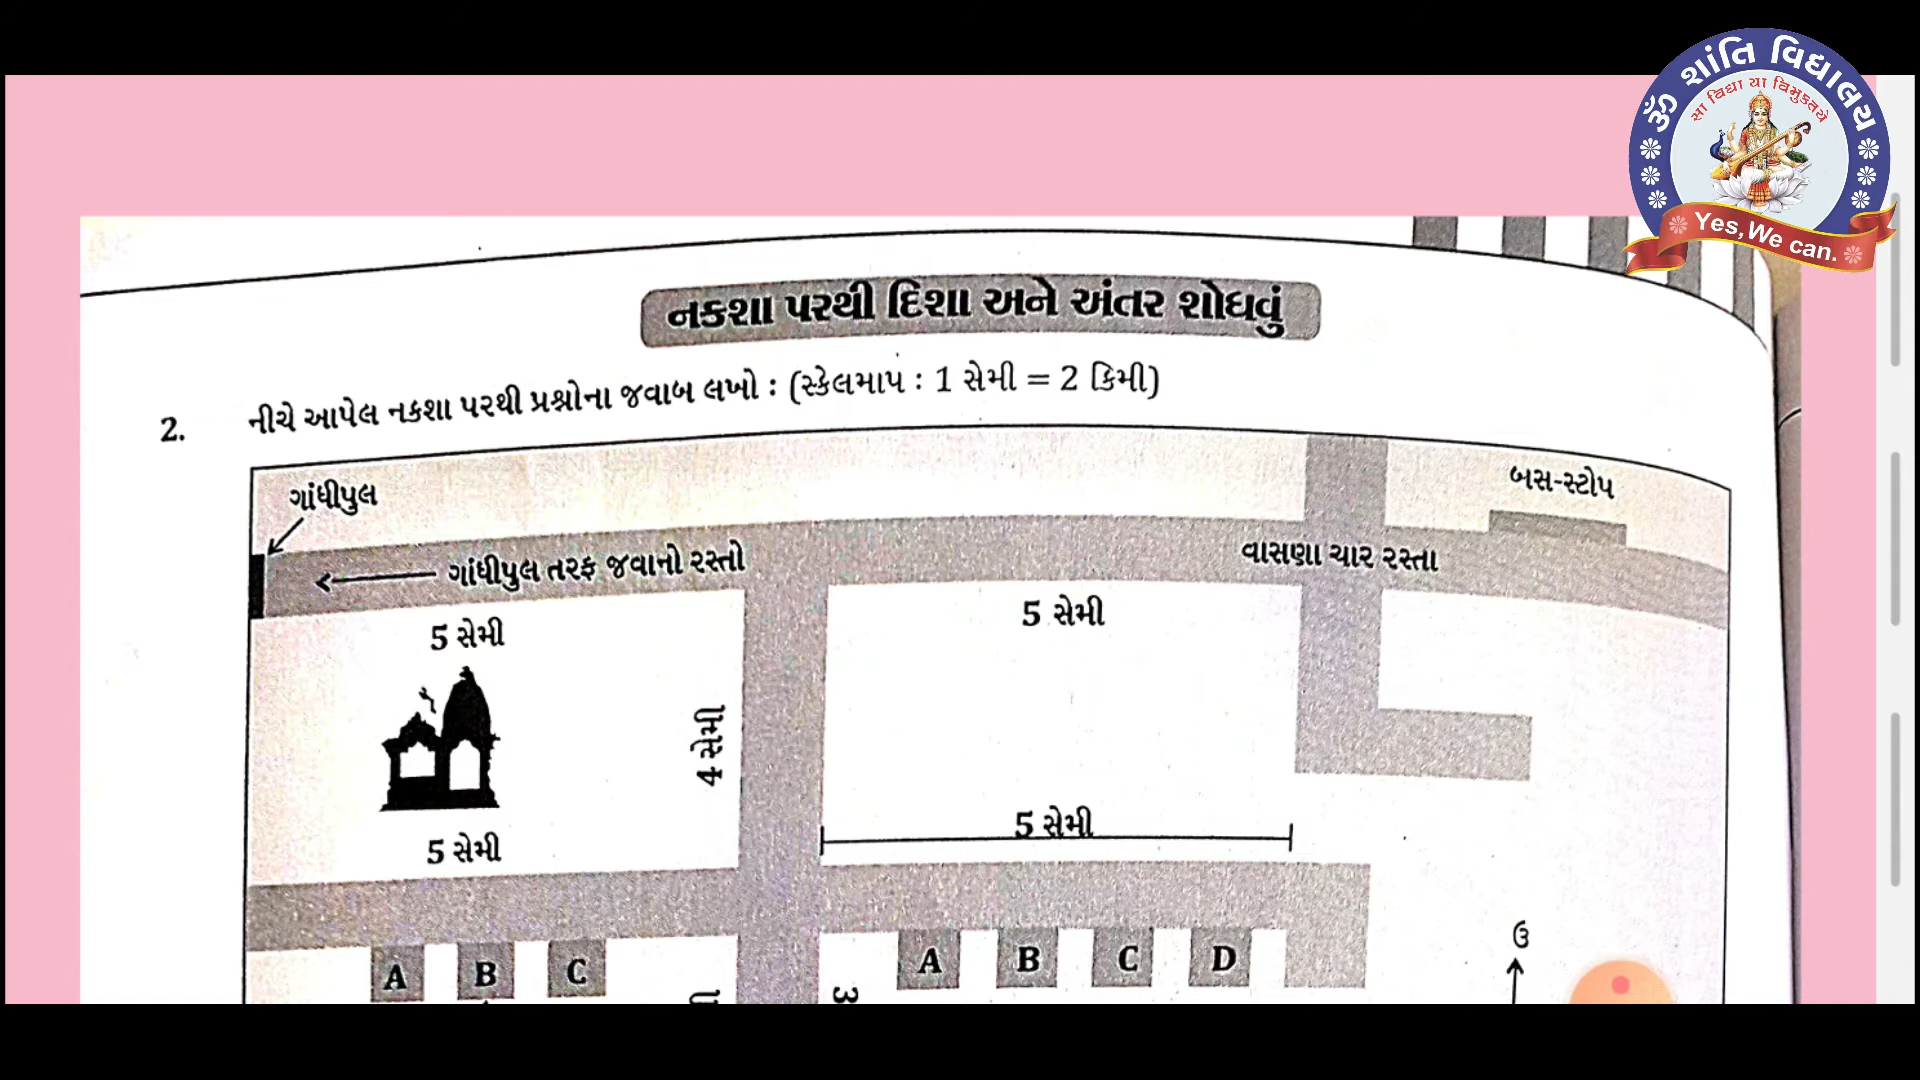 ૐ શાંતિ વિદ્યાલય
સા વિદ્યા યા વિમુક્તયે
Yes, We can.
નકશા પરથી દિશા અને અંતર શોધવું
2. નીચે આપેલ નકશા પરથી પ્રશ્નોના જવાબ લખો : (સ્કેલમાપ : 1 સેમી = 2 કિમી)
ગાંધીપુલ
બસ-સ્ટોપ
ગાંધીપુલ તરફ જવાનો રસ્તો
વાસણા ચાર રસ્તા
5 સેમી
5 સેમી
4 સેમી
5 સેમી
5 સેમી
A B C
A B C D
ઉ
3